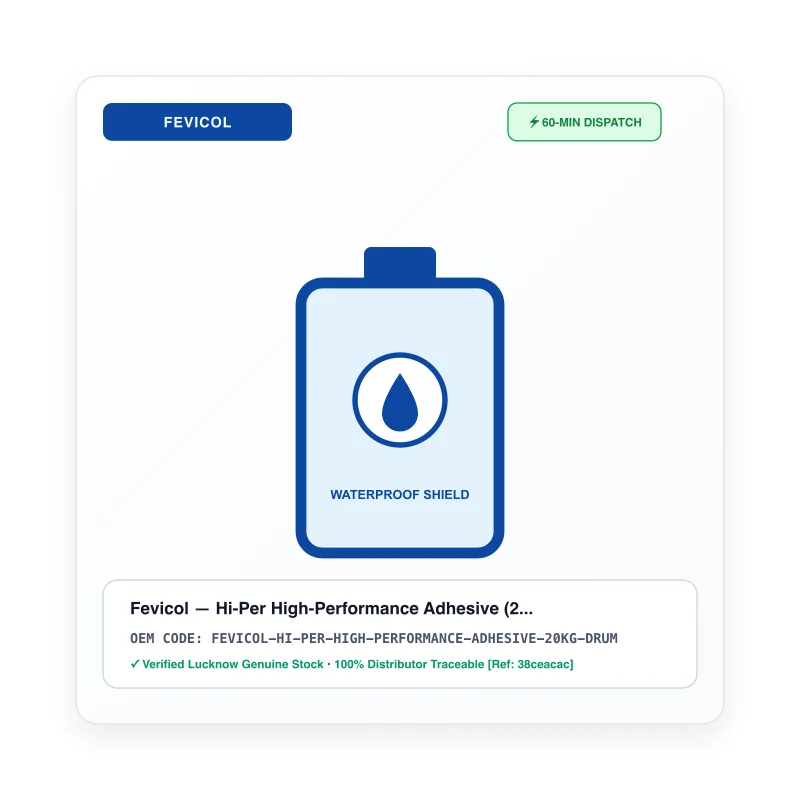 FEVICOL
⚡ 60-MIN DISPATCH
WATERPROOF SHIELD
Fevicol — Hi-Per High-Performance Adhesive (2...
OEM CODE: FEVICOL-HI-PER-HIGH-PERFORMANCE-ADHESIVE-20KG-DRUM
✓ Verified Lucknow Genuine Stock • 100% Distributor Traceable [Ref: 38ceacac]